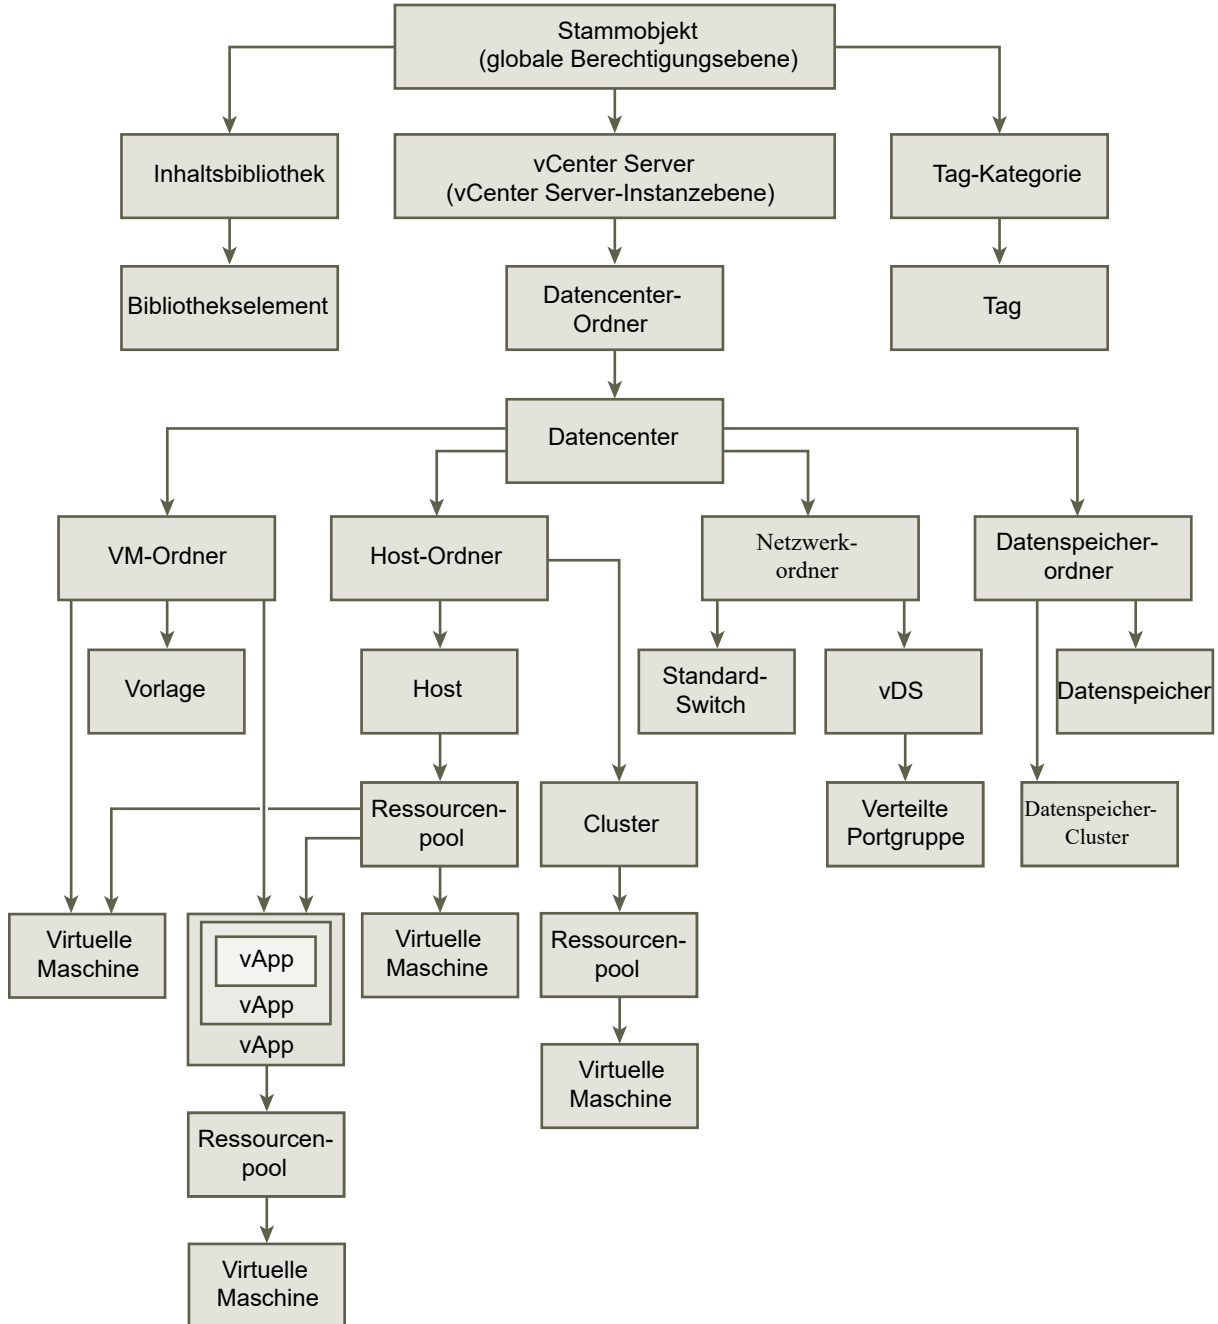 Stammobjekt
(globale Berechtigungsebene)
Inhaltsbibliothek
vCenter Server
(vCenter Server-Instanzebene)
Tag-Kategorie
Bibliothekselement
Datencenter-
Ordner
Tag
Datencenter
VM-Ordner
Host-Ordner
Netzwerk-
ordner
Datenspeicher-
ordner
Vorlage
Host
Standard-
Switch
vDS
Datenspeicher
Ressourcen-
pool
Cluster
Verteilte
Portgruppe
Datenspeicher-
Cluster
Virtuelle
Maschine
vApp
vApp
vApp
Virtuelle
Maschine
Ressourcen-
pool
Virtuelle
Maschine
Ressourcen-
pool
Virtuelle
Maschine